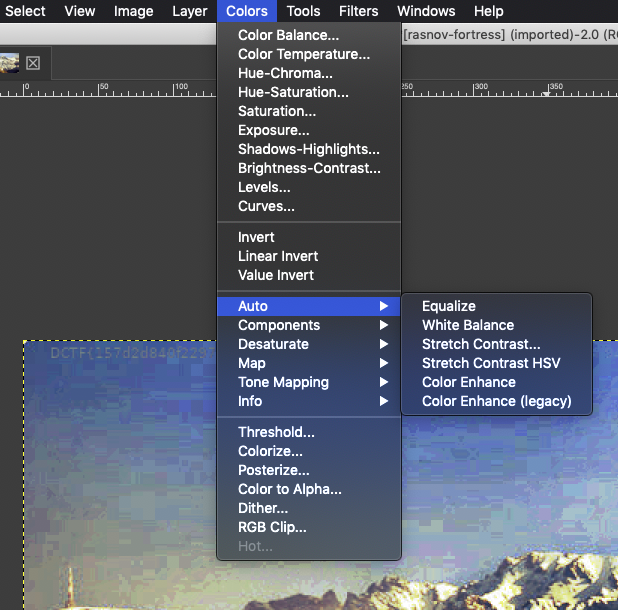 Select View Image Layer Colors Tools Filters Windows Help
[rasnov-fortress] (imported)-2.0 (R
0 50 100 250 300 350
Color Balance...
Color Temperature...
Hue-Chroma...
Hue-Saturation...
Saturation...
Exposure...
Shadows-Highlights...
Brightness-Contrast...
Levels...
Curves...
Invert
Linear Invert
Value Invert
Auto
Components
Desaturate
Map
Tone Mapping
Info
Equalize
White Balance
Stretch Contrast...
Stretch Contrast HSV
Color Enhance
Color Enhance (legacy)
Threshold...
Colorize...
Posterize...
Color to Alpha...
Dither...
RGB Clip...
Hot...